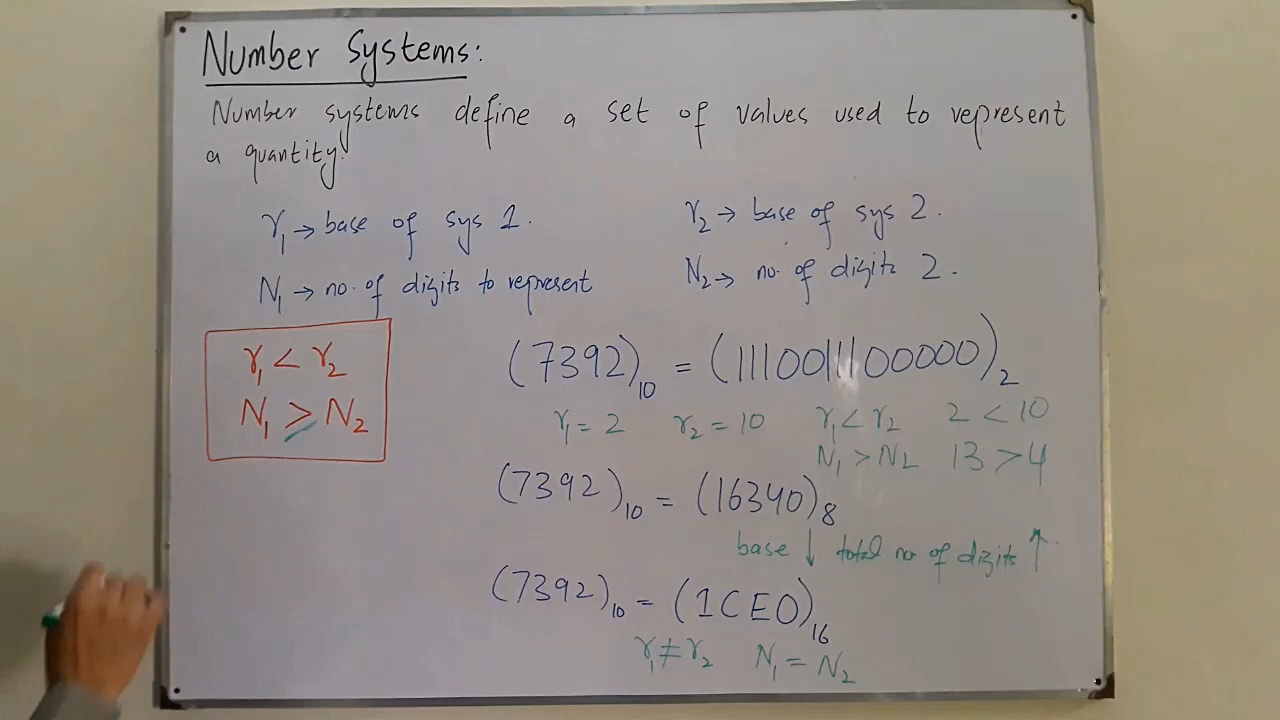 Number Systems:
Number systems define a set of values used to represent
a quantity.
r₁ → base of sys 1.
r₂ → base of sys 2.
N₁ → no. of digits to represent
N₂ → no. of digits 2.
r₁ < r₂
N₁ ≥ N₂
(7392)₁₀ = (1110011100000)₂
r₁ = 2 r₂ = 10 r₁ < r₂ 2 < 10
N₁ > N₂ 13 > 4
(7392)₁₀ = (16340)₈
base ↓ total no of digits ↑
(7392)₁₀ = (1CE0)₁₆
r₁ ≠ r₂ N₁ = N₂